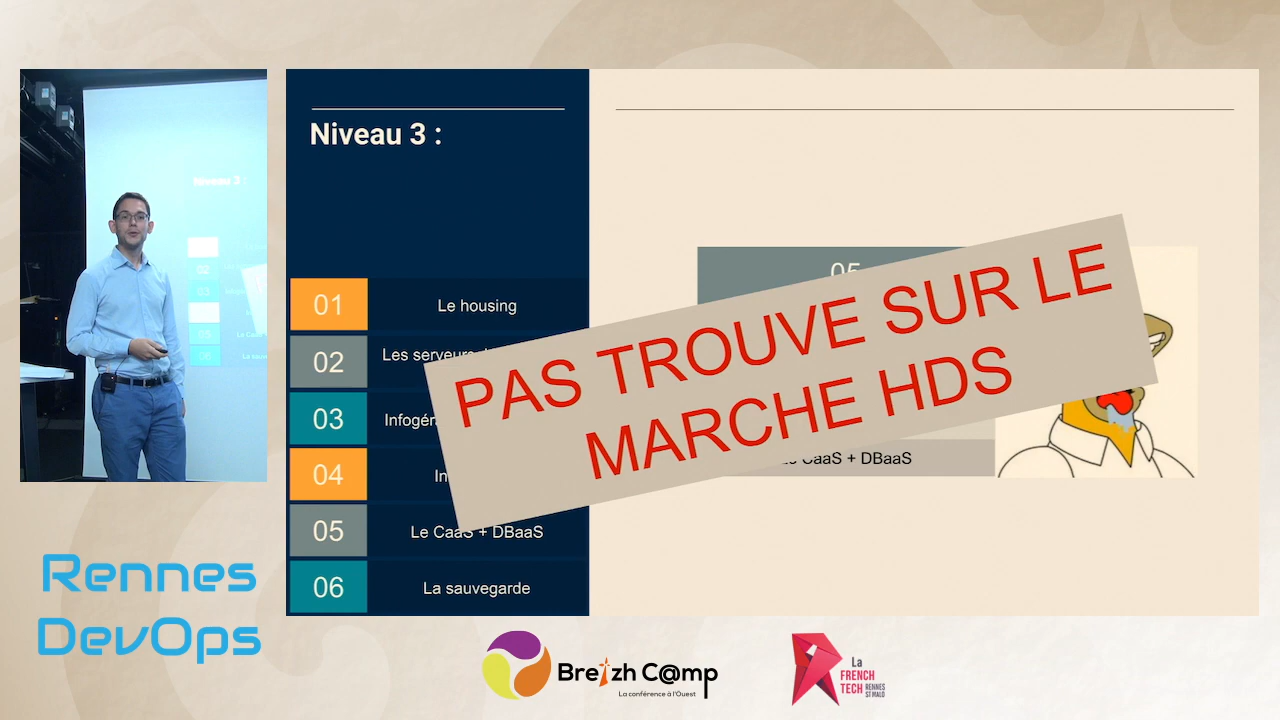 Niveau 3 :
01
Le housing
02
Les serveurs
03
04
05
Le CaaS + DBaaS
06
La sauvegarde
05
PAS TROUVE SUR LE
MARCHE HDS
CaaS + DBaaS
Niveau 3 :
Rennes
DevOps
Breizh C@mp
La conférence à l'Ouest
La
FRENCH
TECH
RENNES
ST MALO